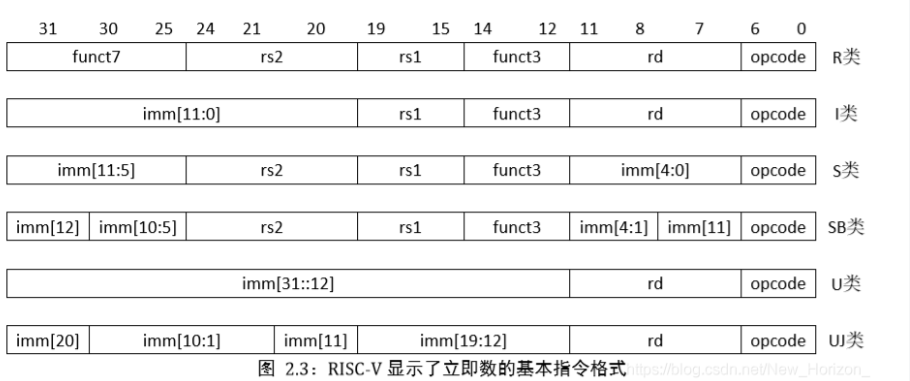 31 30 25 24 21 20 19 15 14 12 11 8 7 6 0
funct7 rs2 rs1 funct3 rd opcode R类
imm[11:0] rs1 funct3 rd opcode I类
imm[11:5] rs2 rs1 funct3 imm[4:0] opcode S类
imm[12] imm[10:5] rs2 rs1 funct3 imm[4:1] imm[11] opcode SB类
imm[31::12] rd opcode U类
imm[20] imm[10:1] imm[11] imm[19:12] rd opcode UJ类
图 2.3：RISC-V 显示了立即数的基本指令格式 https://blog.csdn.net/New_Horizon_